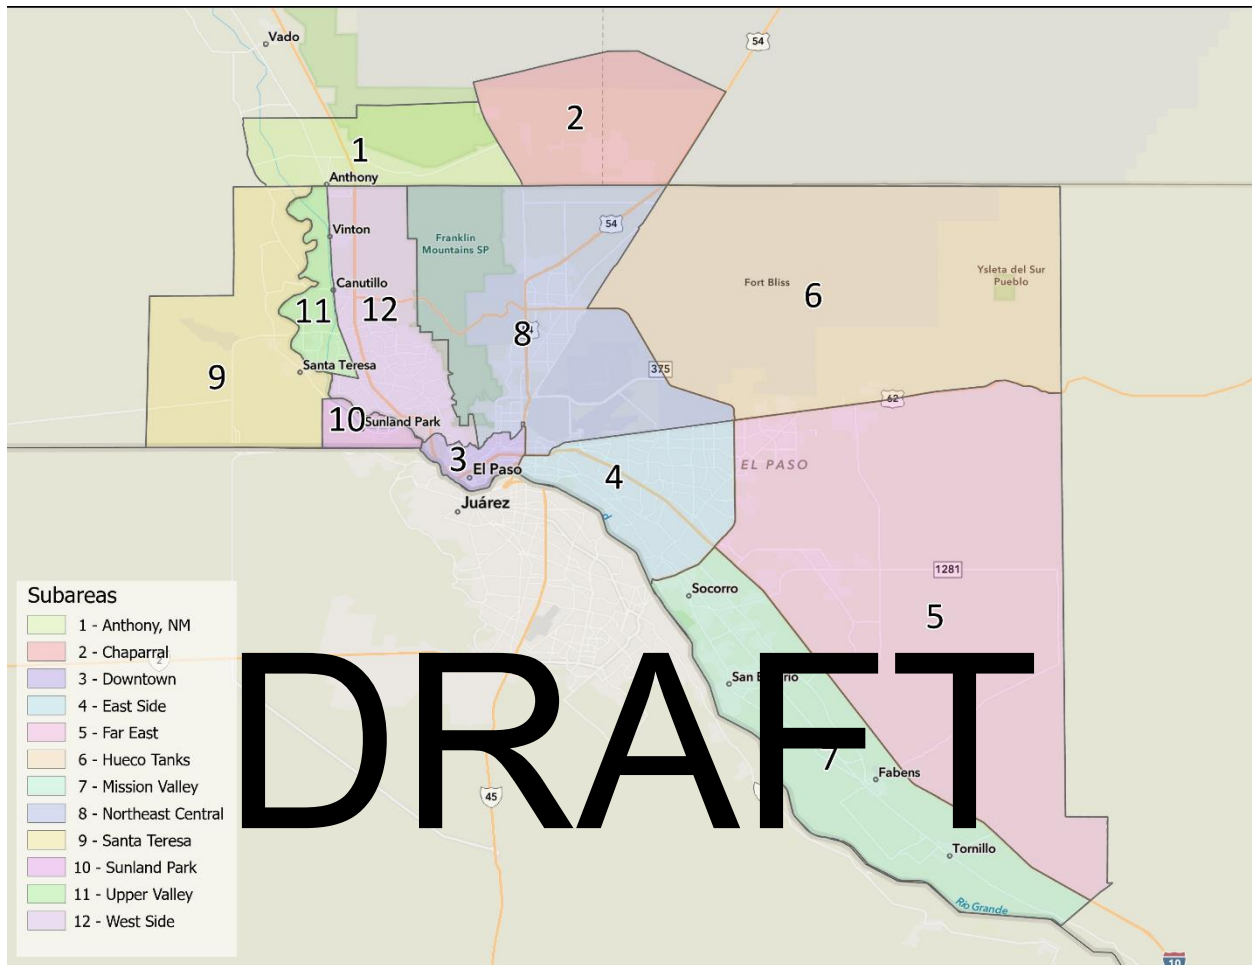 Vado
54
2
1
Anthony
Vinton
54
Franklin
Mountains SP
Ysleta del Sur
Pueblo
Fort Bliss
Canutillo
11
12
6
8
Santa Teresa
375
9
62
10
Sunland Park
3
El Paso
4
EL PASO
Juárez
1281
Socorro
5
Subareas
1 - Anthony, NM
2 - Chaparral
3 - Downtown
4 - East Side
5 - Far East
6 - Hueco Tanks
7 - Mission Valley
8 - Northeast Central
9 - Santa Teresa
10 - Sunland Park
11 - Upper Valley
12 - West Side
2
DRAFT
San
7
Fabens
45
Tornillo
Rio Grande
10